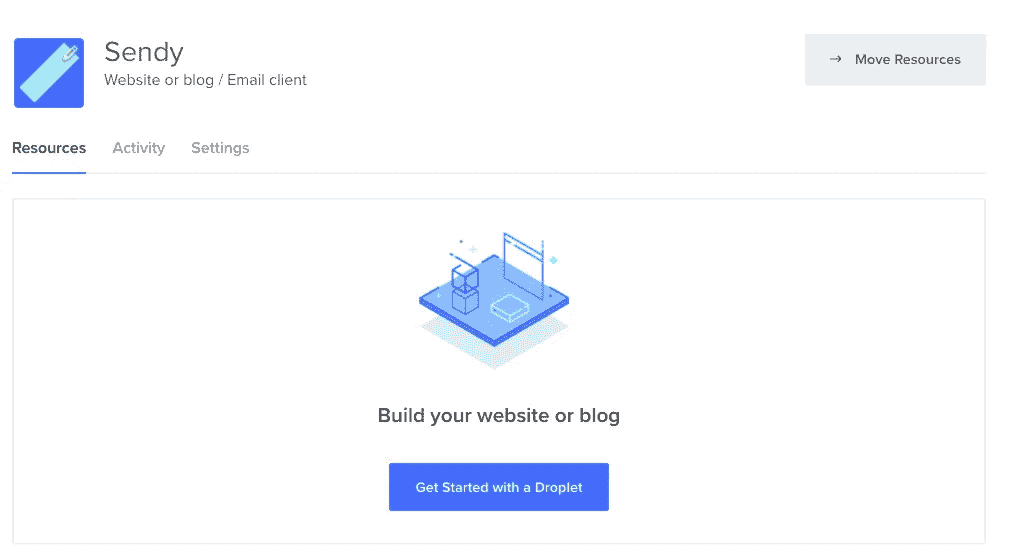 Sendy
Website or blog / Email client
→ Move Resources
Resources Activity Settings
Build your website or blog
Get Started with a Droplet